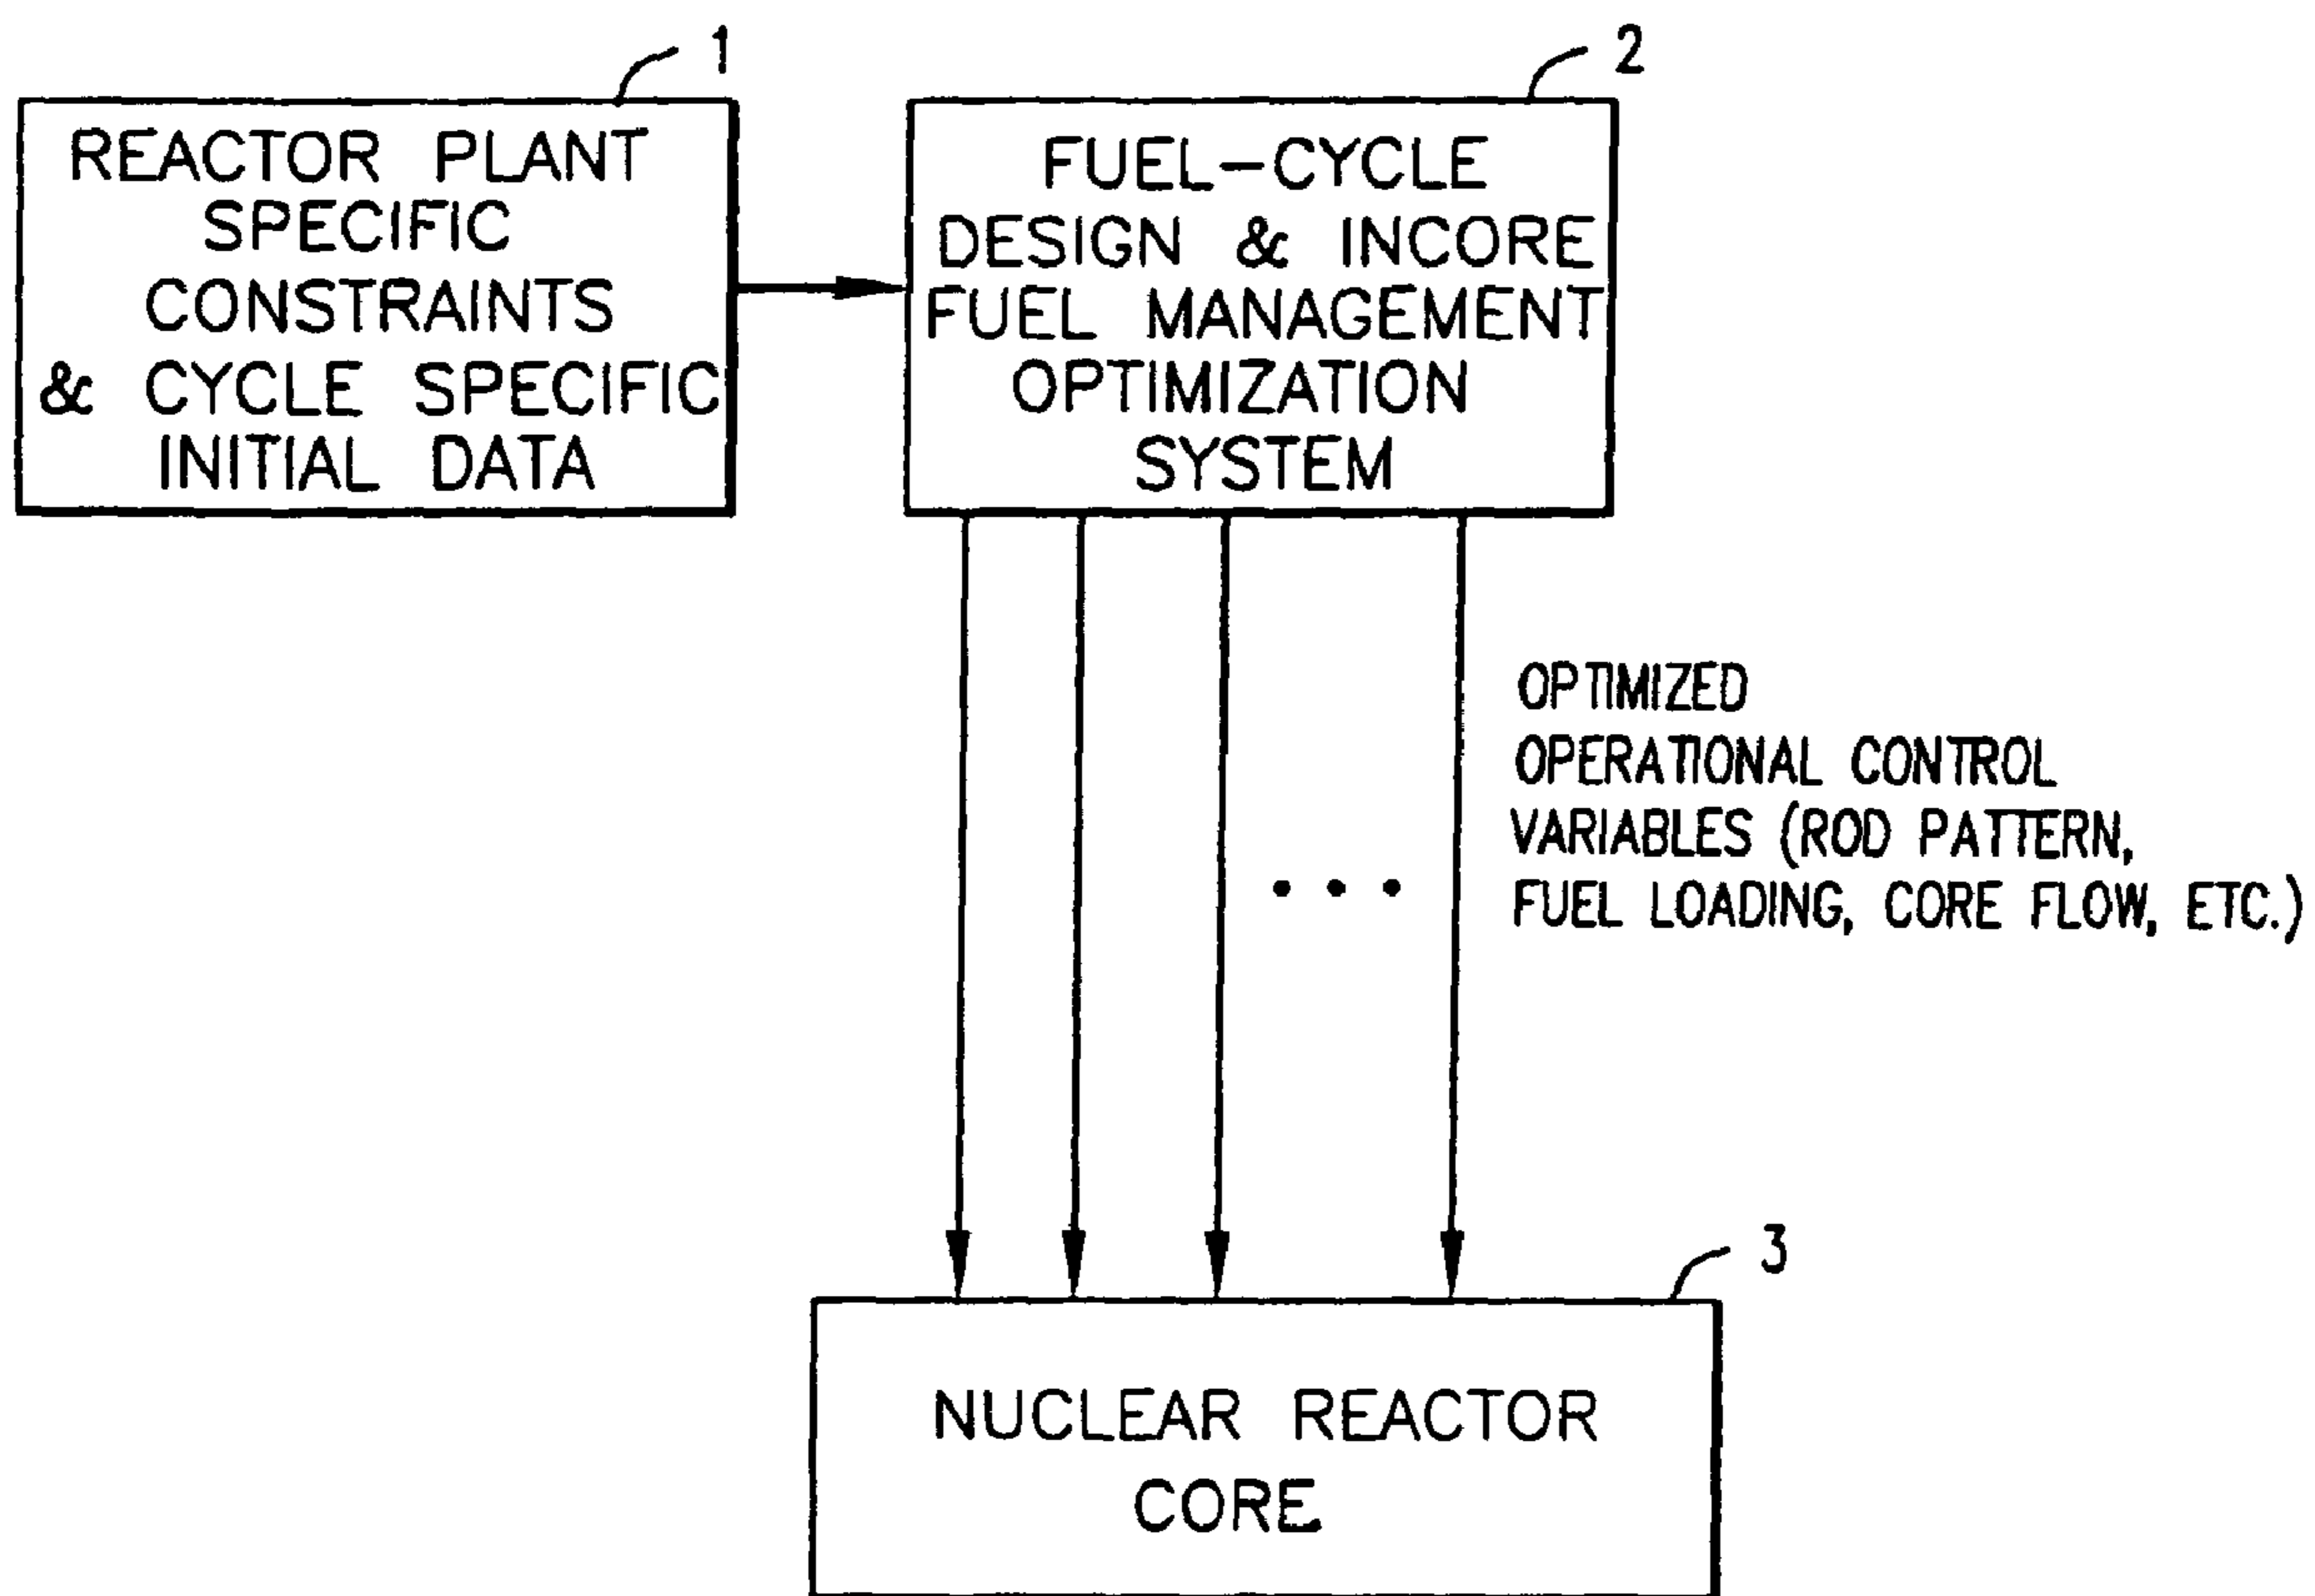 1
REACTOR PLANT
SPECIFIC
CONSTRAINTS
& CYCLE SPECIFIC
INITIAL DATA
2
FUEL-CYCLE
DESIGN & INCORE
FUEL MANAGEMENT
OPTIMIZATION
SYSTEM
OPTIMIZED
OPERATIONAL CONTROL
VARIABLES (ROD PATTERN,
FUEL LOADING, CORE FLOW, ETC.)
3
NUCLEAR REACTOR
CORE